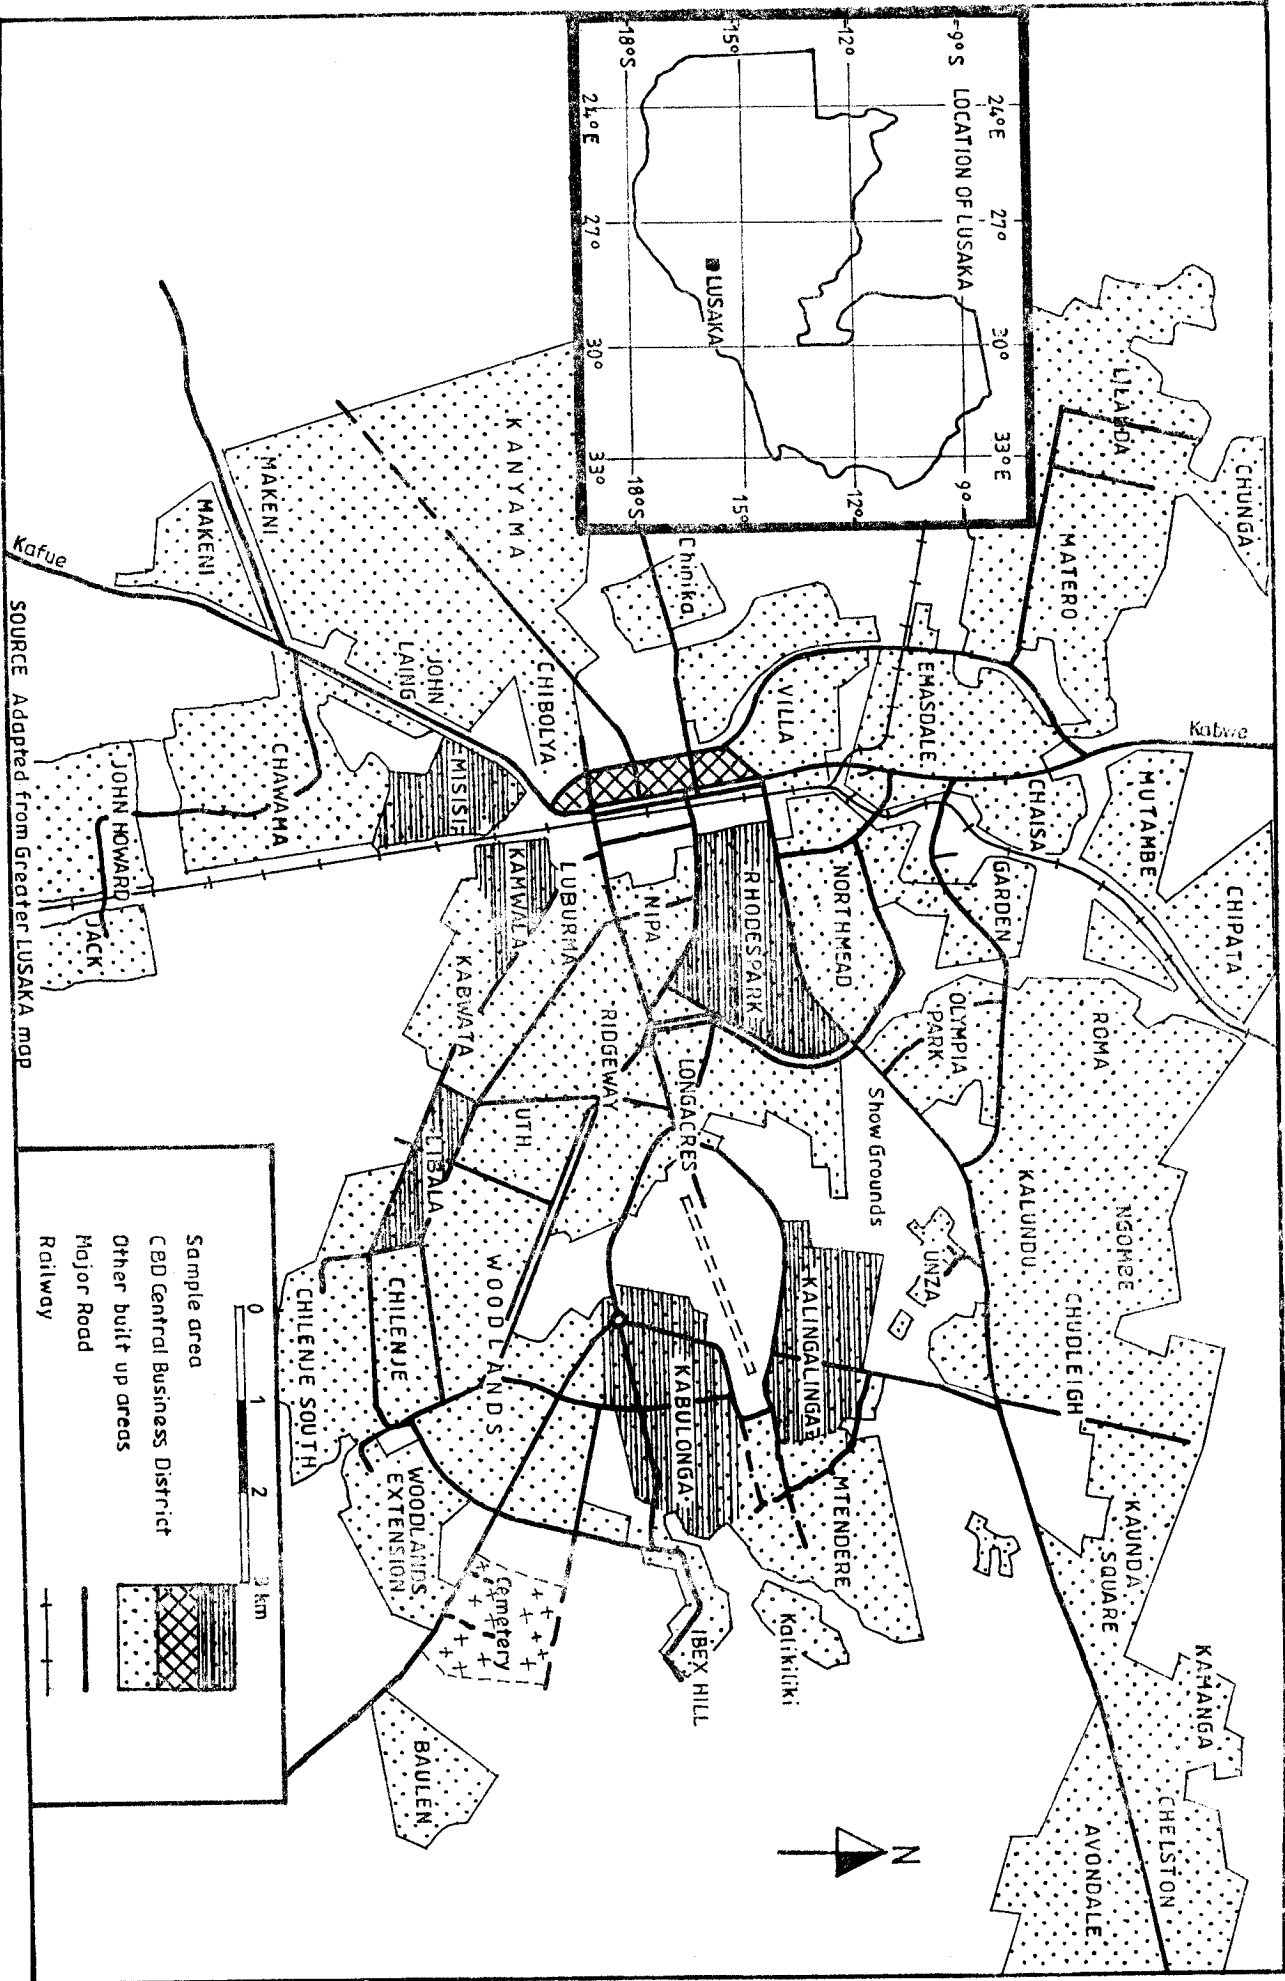 LOCATION OF LUSAKA
24°E
27°
30°
33°E
9°S
12°
15°
18°S
9°
12°
15°
18°S
24°E
27°
30°
33°
LUSAKA
LILANDA
CHUNGA
MATERO
Kabwe
MUTAMBE
CHIPATA
EMASDALE
CHAISA
GARDEN
ROMA
NGOMBE
KALUNDU
CHUDLEIGH
KAUNDA
SQUARE
KAMANGA
CHELSTON
AVONDALE
Chinika
VILLA
NORTHMEAD
OLYMPIA
PARK
Show Grounds
UNZA
RHODESPARK
LONGACRES
KALINGALINGA
MTENDERE
Kalikiliki
KANYAMA
CHIBOLYA
NIPA
LUBURMA
RIDGEWAY
KABULONGA
IBEX HILL
JOHN
LAING
MISISI
KAMWALA
KABWATA
UTH
LIBALA
WOODLANDS
CHILENJE
CHILENJE SOUTH
WOODLANDS
EXTENSION
Cemetery
BAULEN
MAKENI
MAKENI
Kafue
CHAWAMA
JOHN HOWARD
JACK
N
0 1 2 3 km
Sample area
CBD Central Business District
Other built up areas
Major Road
Railway
SOURCE Adapted from Greater LUSAKA map